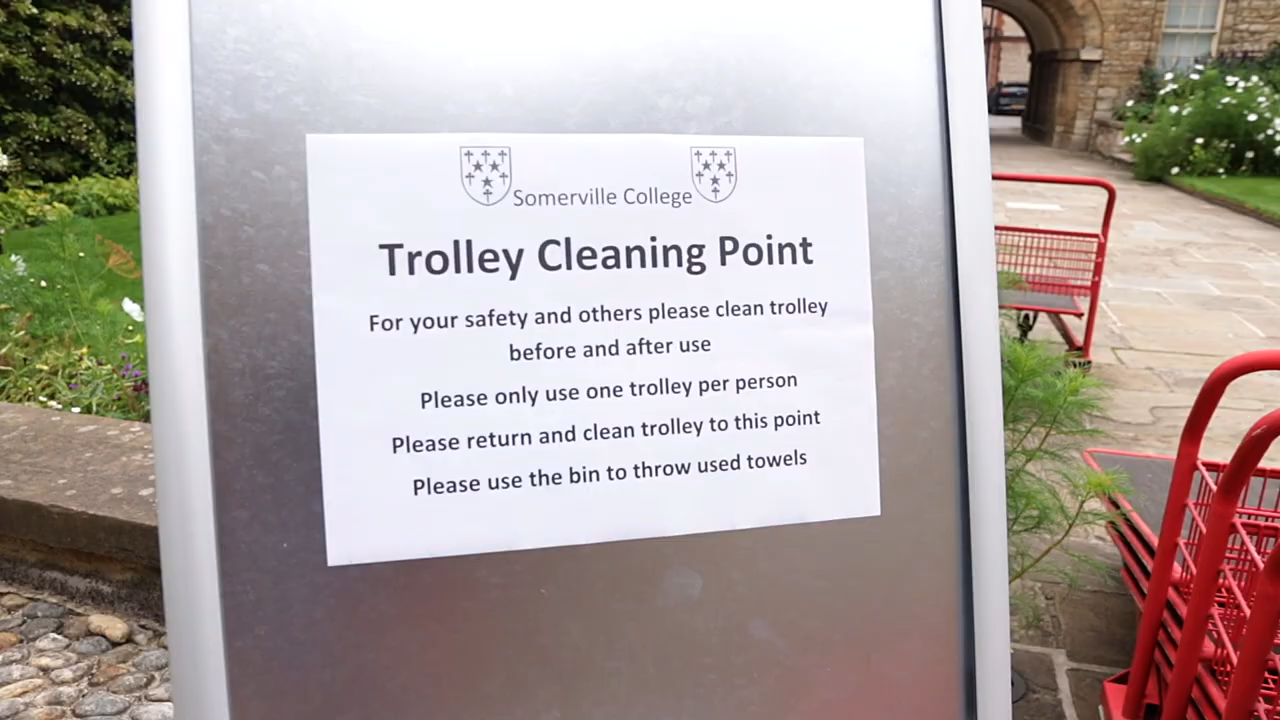 Somerville College
Trolley Cleaning Point
For your safety and others please clean trolley
before and after use
Please only use one trolley per person
Please return and clean trolley to this point
Please use the bin to throw used towels